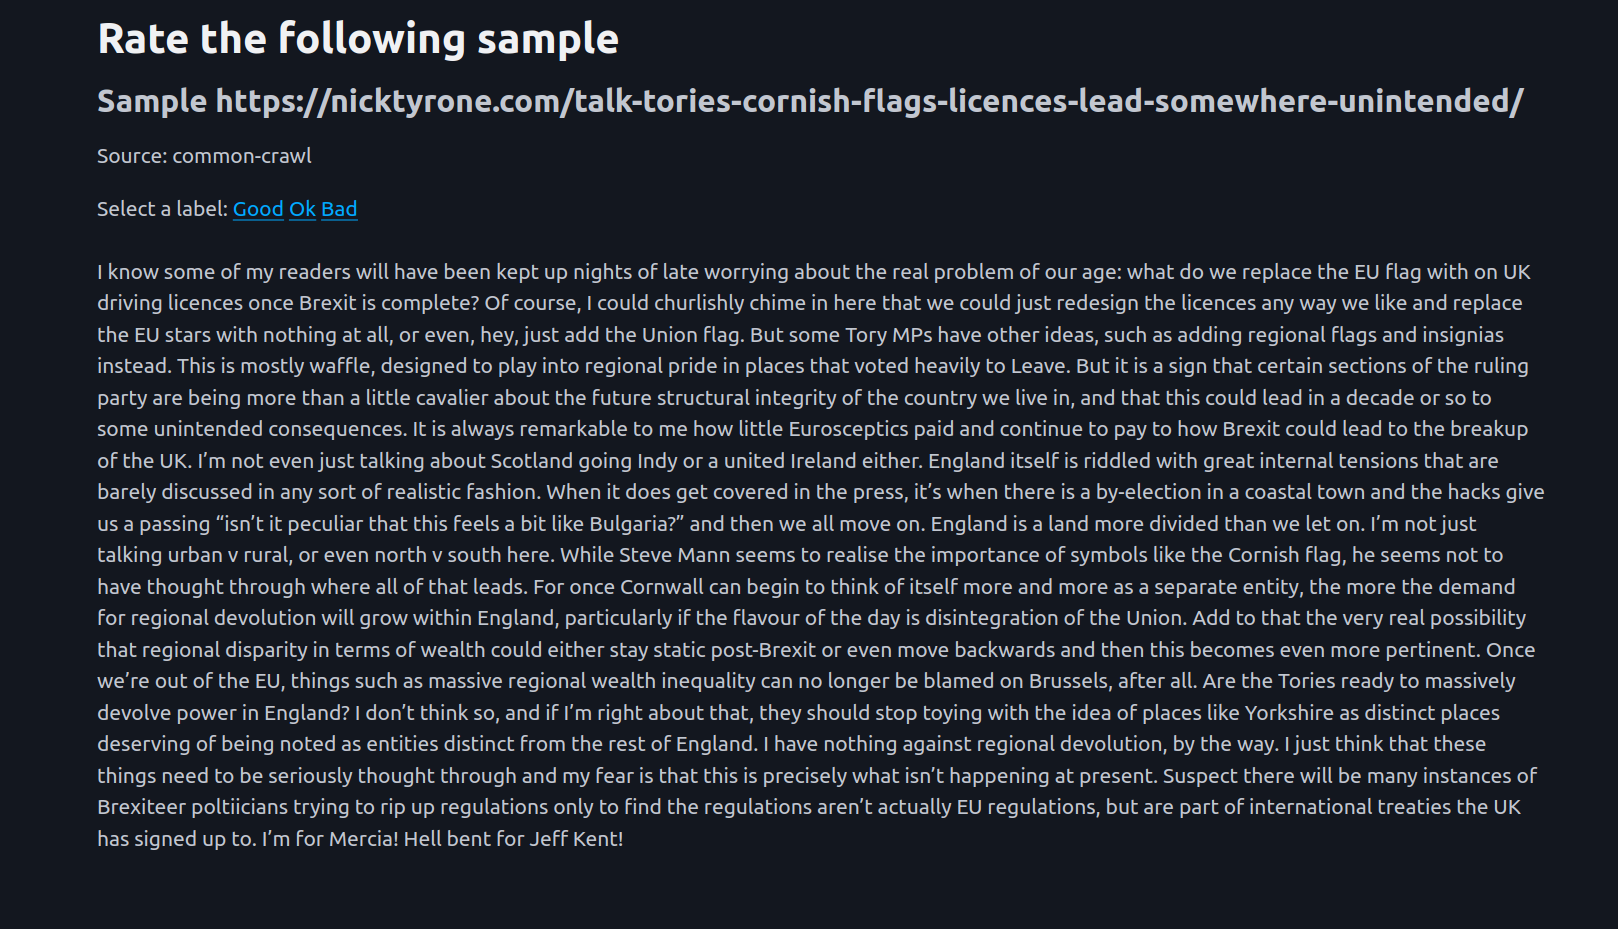 Rate the following sample
Sample https://nicktyrone.com/talk-tories-cornish-flags-licences-lead-somewhere-unintended/
Source: common-crawl
Select a label: Good Ok Bad
I know some of my readers will have been kept up nights of late worrying about the real problem of our age: what do we replace the EU flag with on UK
driving licences once Brexit is complete? Of course, I could churlishly chime in here that we could just redesign the licences any way we like and replace
the EU stars with nothing at all, or even, hey, just add the Union flag. But some Tory MPs have other ideas, such as adding regional flags and insignias
instead. This is mostly waffle, designed to play into regional pride in places that voted heavily to Leave. But it is a sign that certain sections of the ruling
party are being more than a little cavalier about the future structural integrity of the country we live in, and that this could lead in a decade or so to
some unintended consequences. It is always remarkable to me how little Eurosceptics paid and continue to pay to how Brexit could lead to the breakup
of the UK. I’m not even just talking about Scotland going Indy or a united Ireland either. England itself is riddled with great internal tensions that are
barely discussed in any sort of realistic fashion. When it does get covered in the press, it’s when there is a by-election in a coastal town and the hacks give
us a passing “isn’t it peculiar that this feels a bit like Bulgaria?” and then we all move on. England is a land more divided than we let on. I’m not just
talking urban v rural, or even north v south here. While Steve Mann seems to realise the importance of symbols like the Cornish flag, he seems not to
have thought through where all of that leads. For once Cornwall can begin to think of itself more and more as a separate entity, the more the demand
for regional devolution will grow within England, particularly if the flavour of the day is disintegration of the Union. Add to that the very real possibility
that regional disparity in terms of wealth could either stay static post-Brexit or even move backwards and then this becomes even more pertinent. Once
we’re out of the EU, things such as massive regional wealth inequality can no longer be blamed on Brussels, after all. Are the Tories ready to massively
devolve power in England? I don’t think so, and if I’m right about that, they should stop toying with the idea of places like Yorkshire as distinct places
deserving of being noted as entities distinct from the rest of England. I have nothing against regional devolution, by the way. I just think that these
things need to be seriously thought through and my fear is that this is precisely what isn’t happening at present. Suspect there will be many instances of
Brexiteer poltiicians trying to rip up regulations only to find the regulations aren’t actually EU regulations, but are part of international treaties the UK
has signed up to. I’m for Mercia! Hell bent for Jeff Kent!